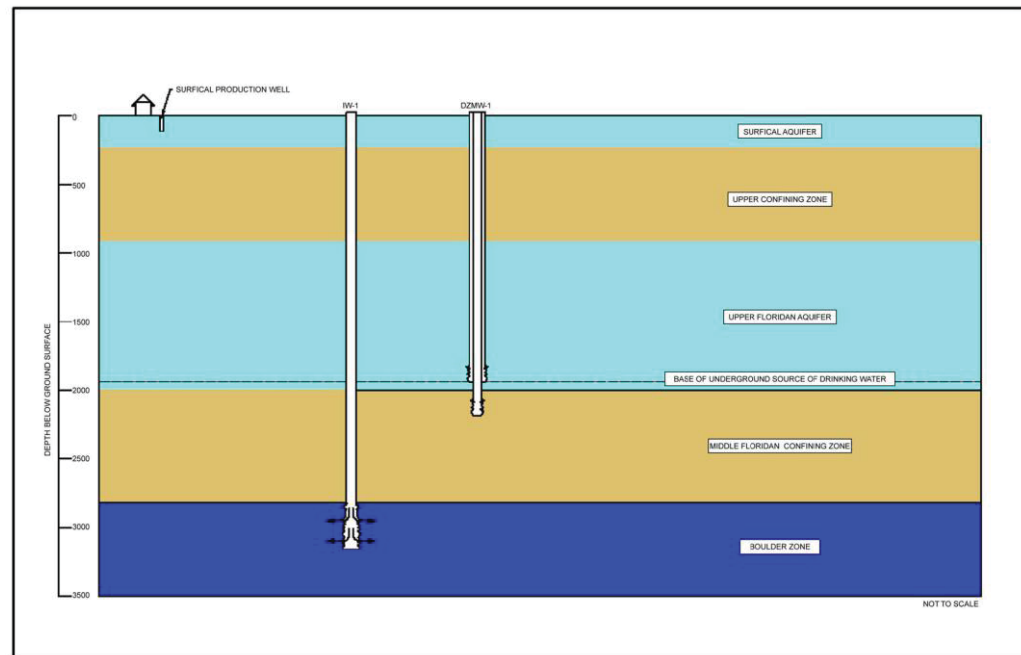 SURFICAL PRODUCTION WELL
IW-1
DZMW-1
0
SURFICAL AQUIFER
500
UPPER CONFINING ZONE
1000
UPPER FLORIDAN AQUIFER
1500
BASE OF UNDERGROUND SOURCE OF DRINKING WATER
2000
DEPTH BELOW GROUND SURFACE
MIDDLE FLORIDAN CONFINING ZONE
2500
3000
BOULDER ZONE
3500
NOT TO SCALE